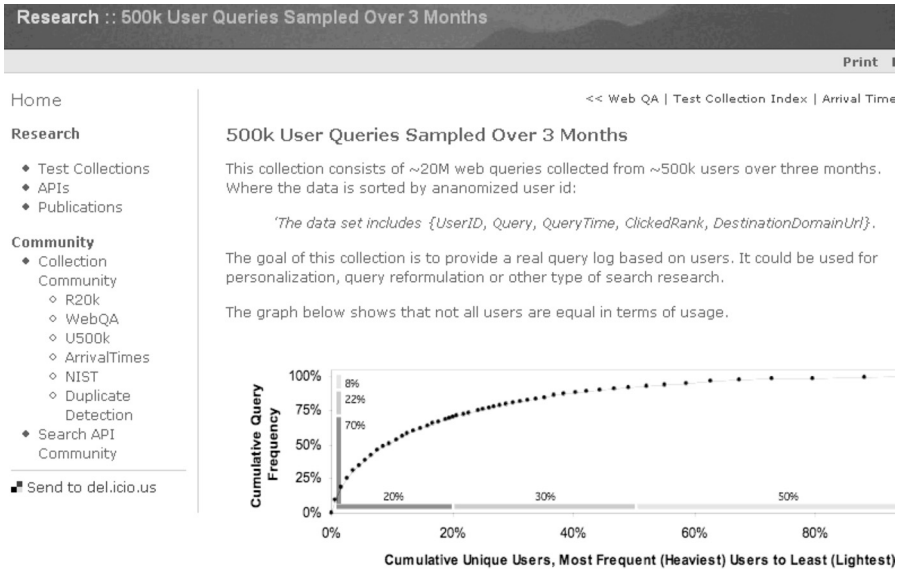 Research :: 500k User Queries Sampled Over 3 Months
Print
Home
<< Web QA | Test Collection Index | Arrival Time
Research
Test Collections
APIs
Publications
Community
Collection
Community
R20k
WebQA
U500k
ArrivalTimes
NIST
Duplicate
Detection
Search API
Community
Send to del.icio.us
500k User Queries Sampled Over 3 Months
This collection consists of ~20M web queries collected from ~500k users over three months.
Where the data is sorted by ananomized user id:
'The data set includes {UserID, Query, QueryTime, ClickedRank, DestinationDomainUrl}.
The goal of this collection is to provide a real query log based on users. It could be used for
personalization, query reformulation or other type of search research.
The graph below shows that not all users are equal in terms of usage.
Cumulative Query
Frequency
100%
75%
50%
25%
0%
8%
22%
70%
20% 30% 50%
0% 20% 40% 60% 80%
Cumulative Unique Users, Most Frequent (Heaviest) Users to Least (Lightest)